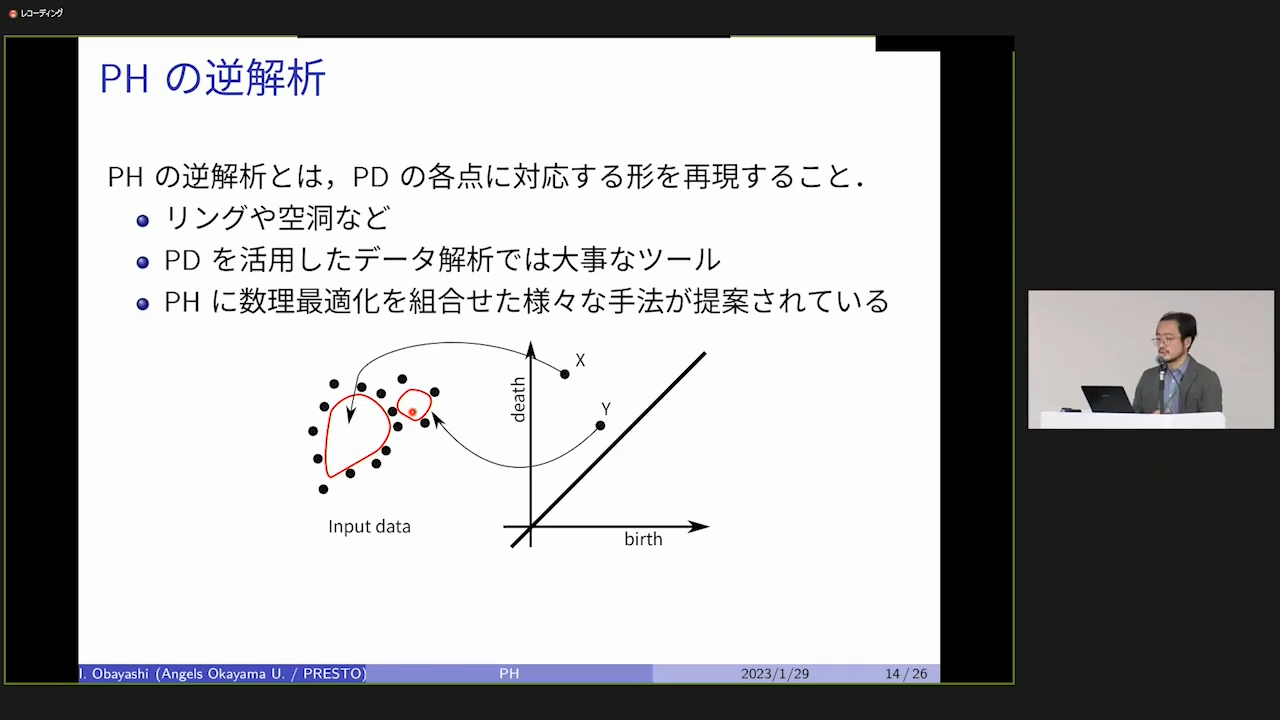 レコーディング
PH の逆解析
PH の逆解析とは，PD の各点に対応する形を再現すること．
リングや空洞など
PD を活用したデータ解析では大事なツール
PH に数理最適化を組合せた様々な手法が提案されている
X
Y
death
birth
Input data
I. Obayashi (Angels Okayama U. / PRESTO)
PH
2023/1/29
14 / 26